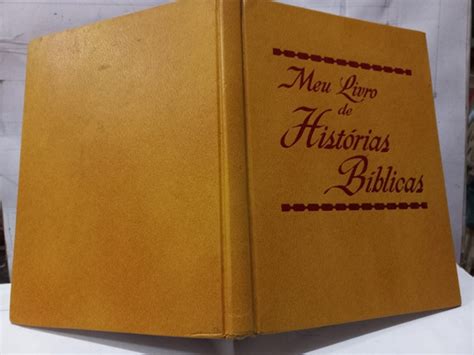 Meu Livro
de
Histórias
Bíblicas